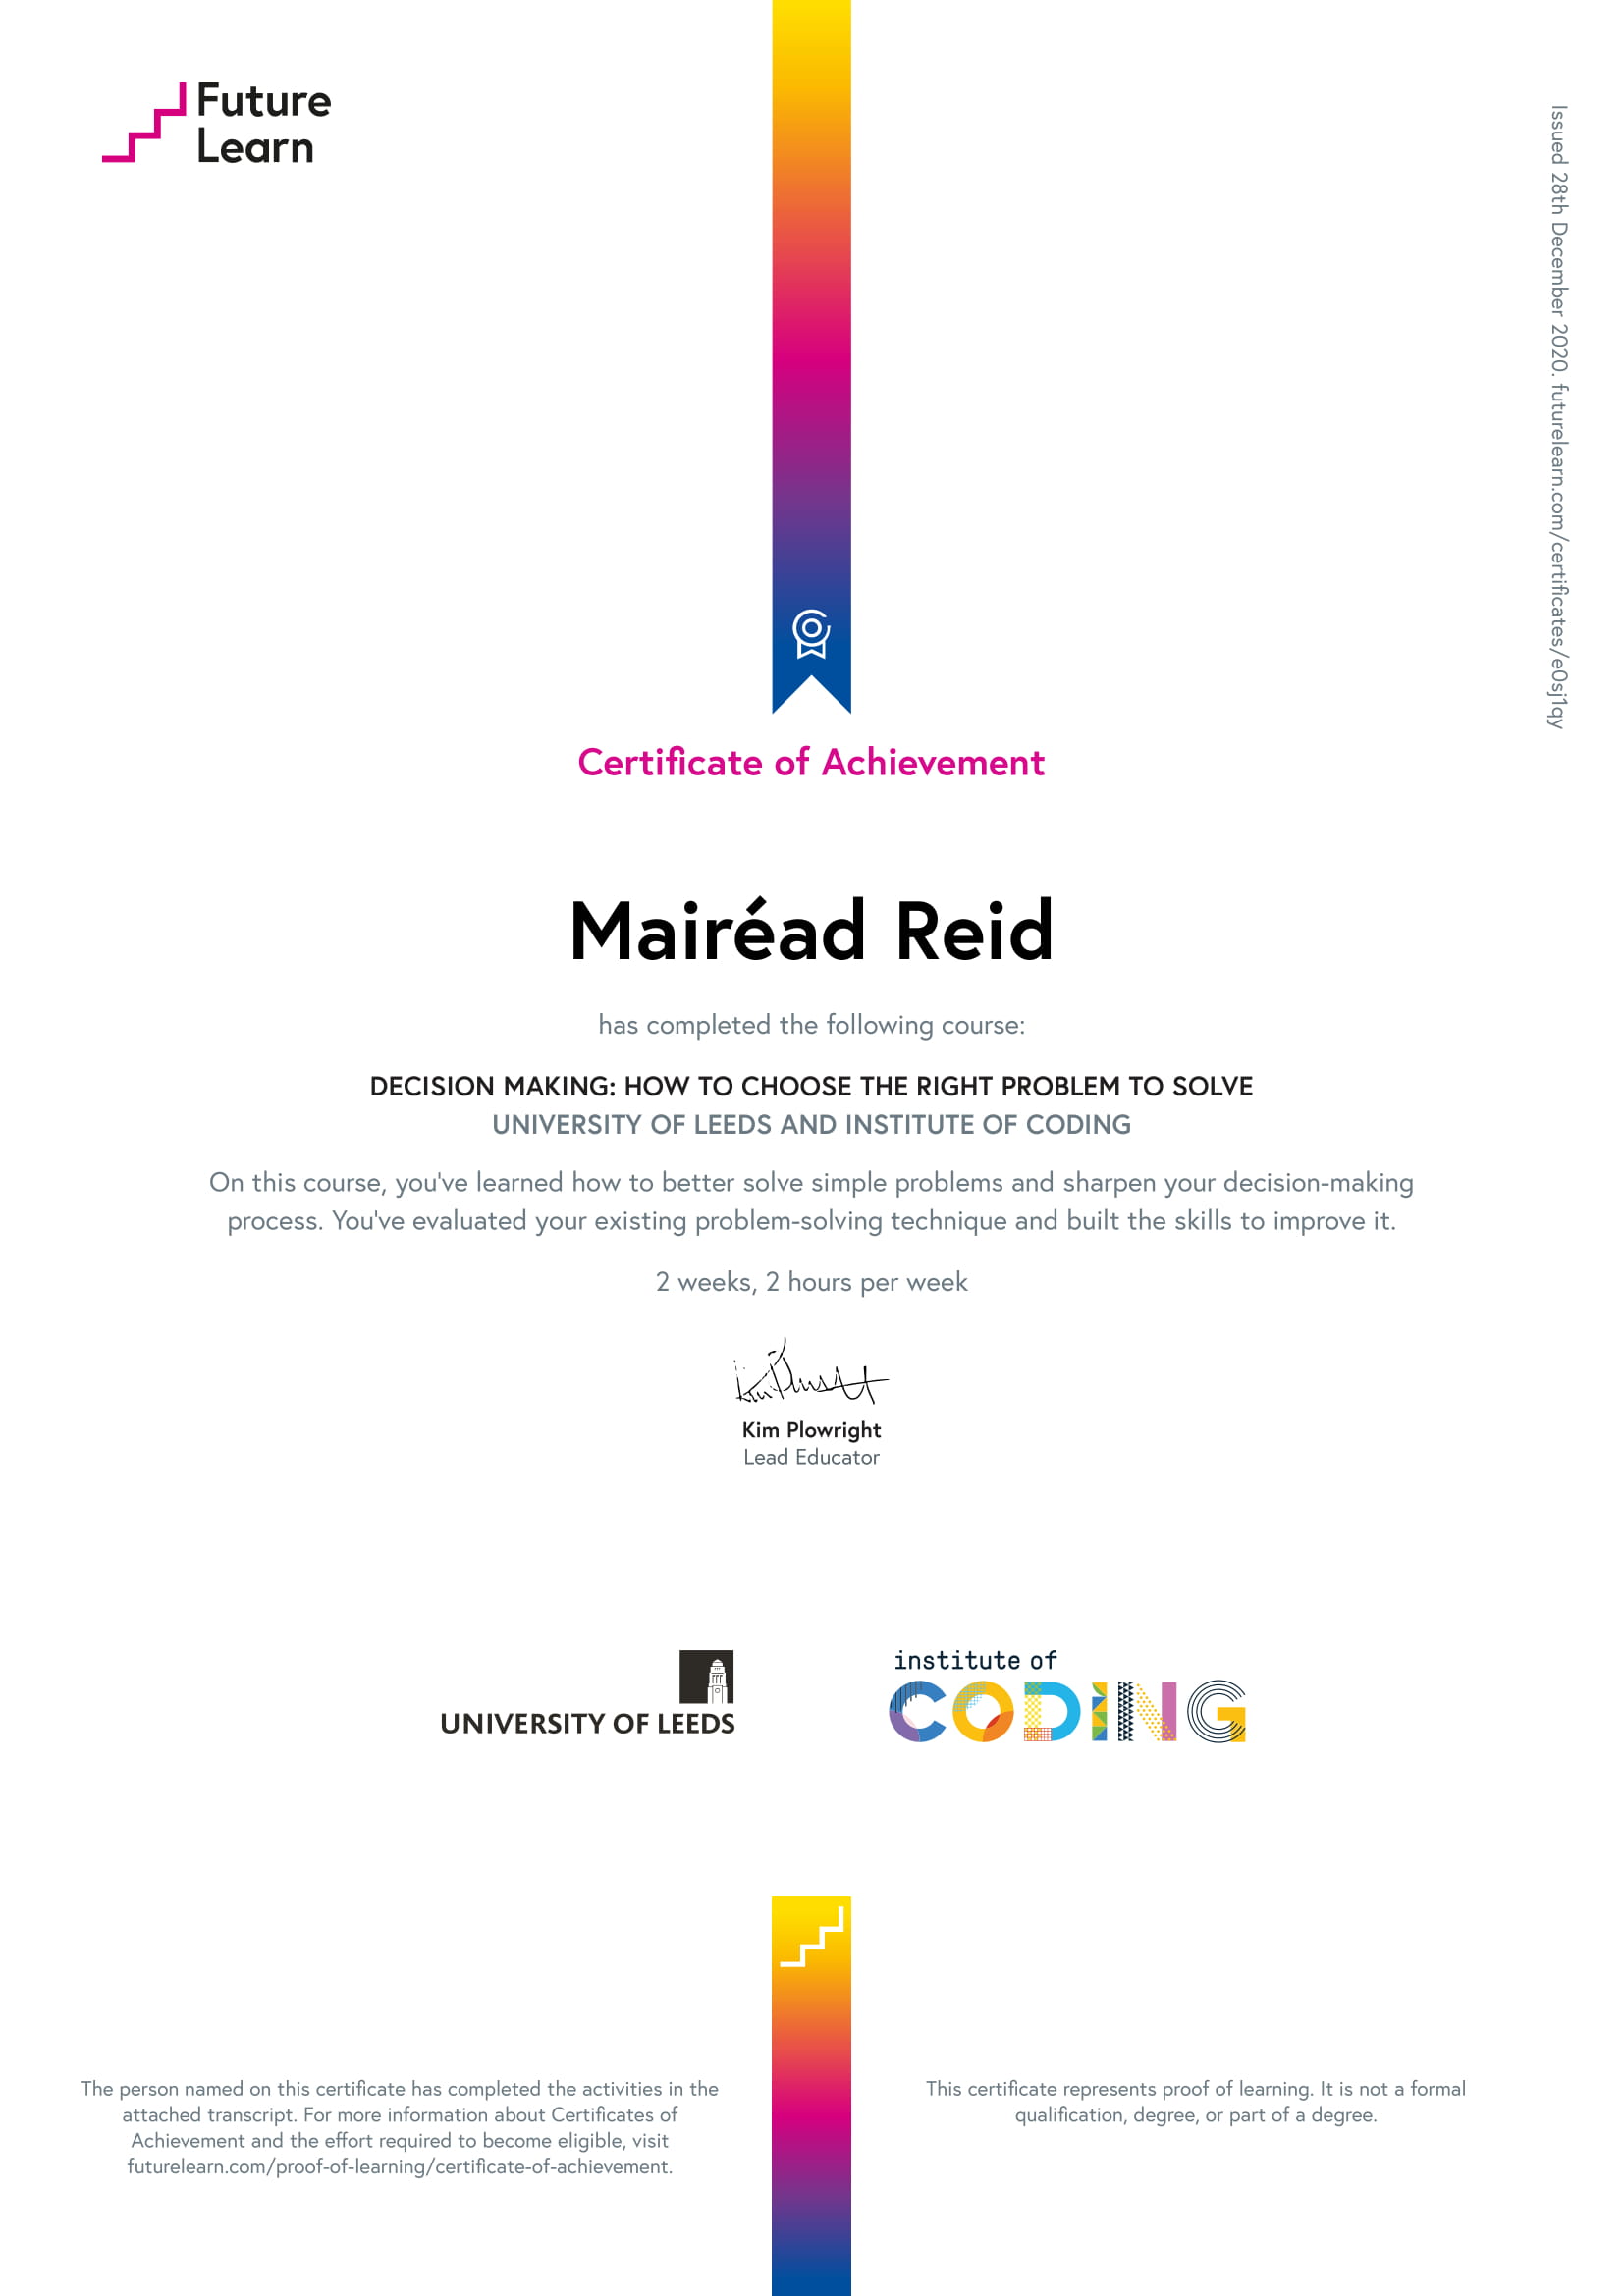 Future
Learn
Issued 28th December 2020. futurelearn.com/certificates/e0sj1qy
Certificate of Achievement
Mairéad Reid
has completed the following course:
DECISION MAKING: HOW TO CHOOSE THE RIGHT PROBLEM TO SOLVE
UNIVERSITY OF LEEDS AND INSTITUTE OF CODING
On this course, you've learned how to better solve simple problems and sharpen your decision-making
process. You've evaluated your existing problem-solving technique and built the skills to improve it.
2 weeks, 2 hours per week
Kim Plowright
Lead Educator
UNIVERSITY OF LEEDS
institute of
CODING
The person named on this certificate has completed the activities in the
attached transcript. For more information about Certificates of
Achievement and the effort required to become eligible, visit
futurelearn.com/proof-of-learning/certificate-of-achievement.
This certificate represents proof of learning. It is not a formal
qualification, degree, or part of a degree.